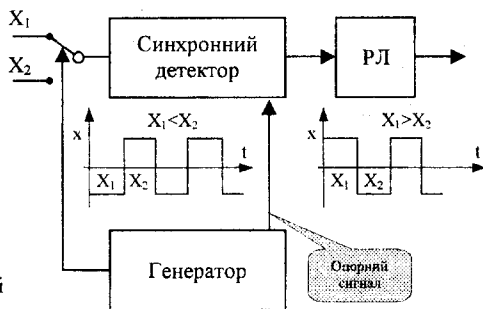 X₁
X₂
Синхронний
детектор
РЛ
x
X₁<X₂
t
X₁ X₂
x
X₁>X₂
t
X₁ X₂
Генератор
Опорний
сигнал
й